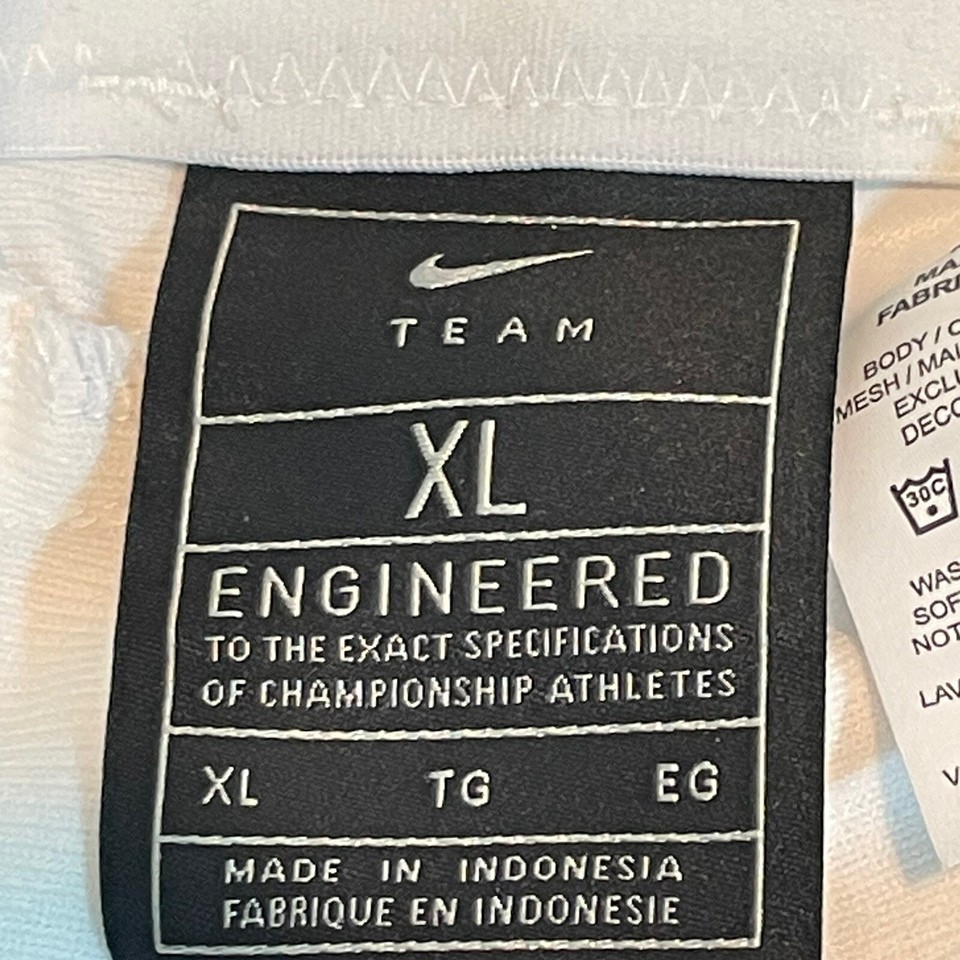 TEAM
XL
ENGINEERED
TO THE EXACT SPECIFICATIONS
OF CHAMPIONSHIP ATHLETES
XL TG EG
MADE IN INDONESIA
FABRIQUE EN INDONESIE
BODY /
MESH /
30C